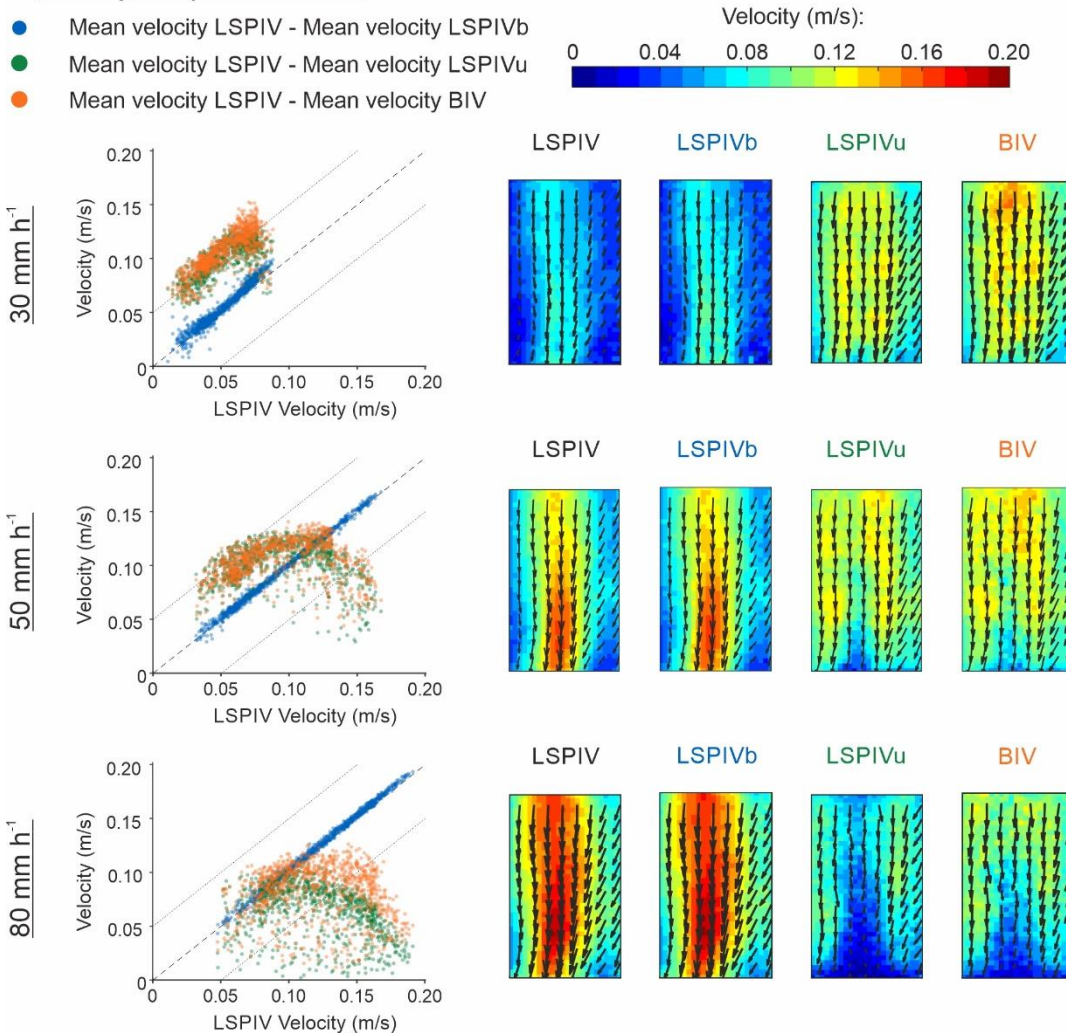 Mean velocity LSPIV - Mean velocity LSPIVb
Mean velocity LSPIV - Mean velocity LSPIVu
Mean velocity LSPIV - Mean velocity BIV
Velocity (m/s):
0 0.04 0.08 0.12 0.16 0.20
30 mm h⁻¹
Velocity (m/s)
0.20
0.15
0.10
0.05
0
0 0.05 0.10 0.15 0.20
LSPIV Velocity (m/s)
LSPIV LSPIVb LSPIVu BIV
50 mm h⁻¹
Velocity (m/s)
0.20
0.15
0.10
0.05
0
0 0.05 0.10 0.15 0.20
LSPIV Velocity (m/s)
LSPIV LSPIVb LSPIVu BIV
80 mm h⁻¹
Velocity (m/s)
0.20
0.15
0.10
0.05
0
0 0.05 0.10 0.15 0.20
LSPIV Velocity (m/s)
LSPIV LSPIVb LSPIVu BIV